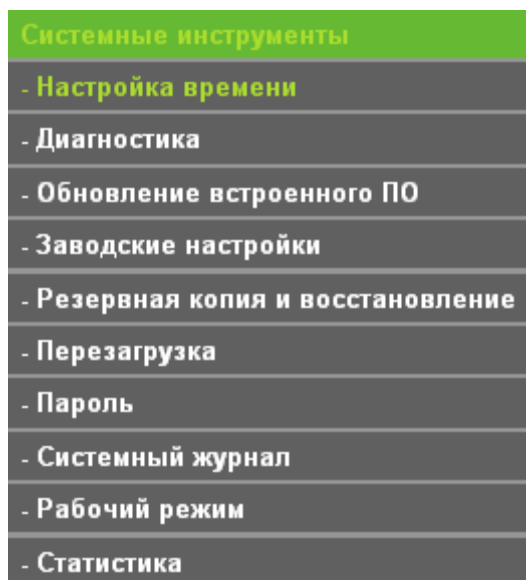 Системные инструменты
- Настройка времени
- Диагностика
- Обновление встроенного ПО
- Заводские настройки
- Резервная копия и восстановление
- Перезагрузка
- Пароль
- Системный журнал
- Рабочий режим
- Статистика